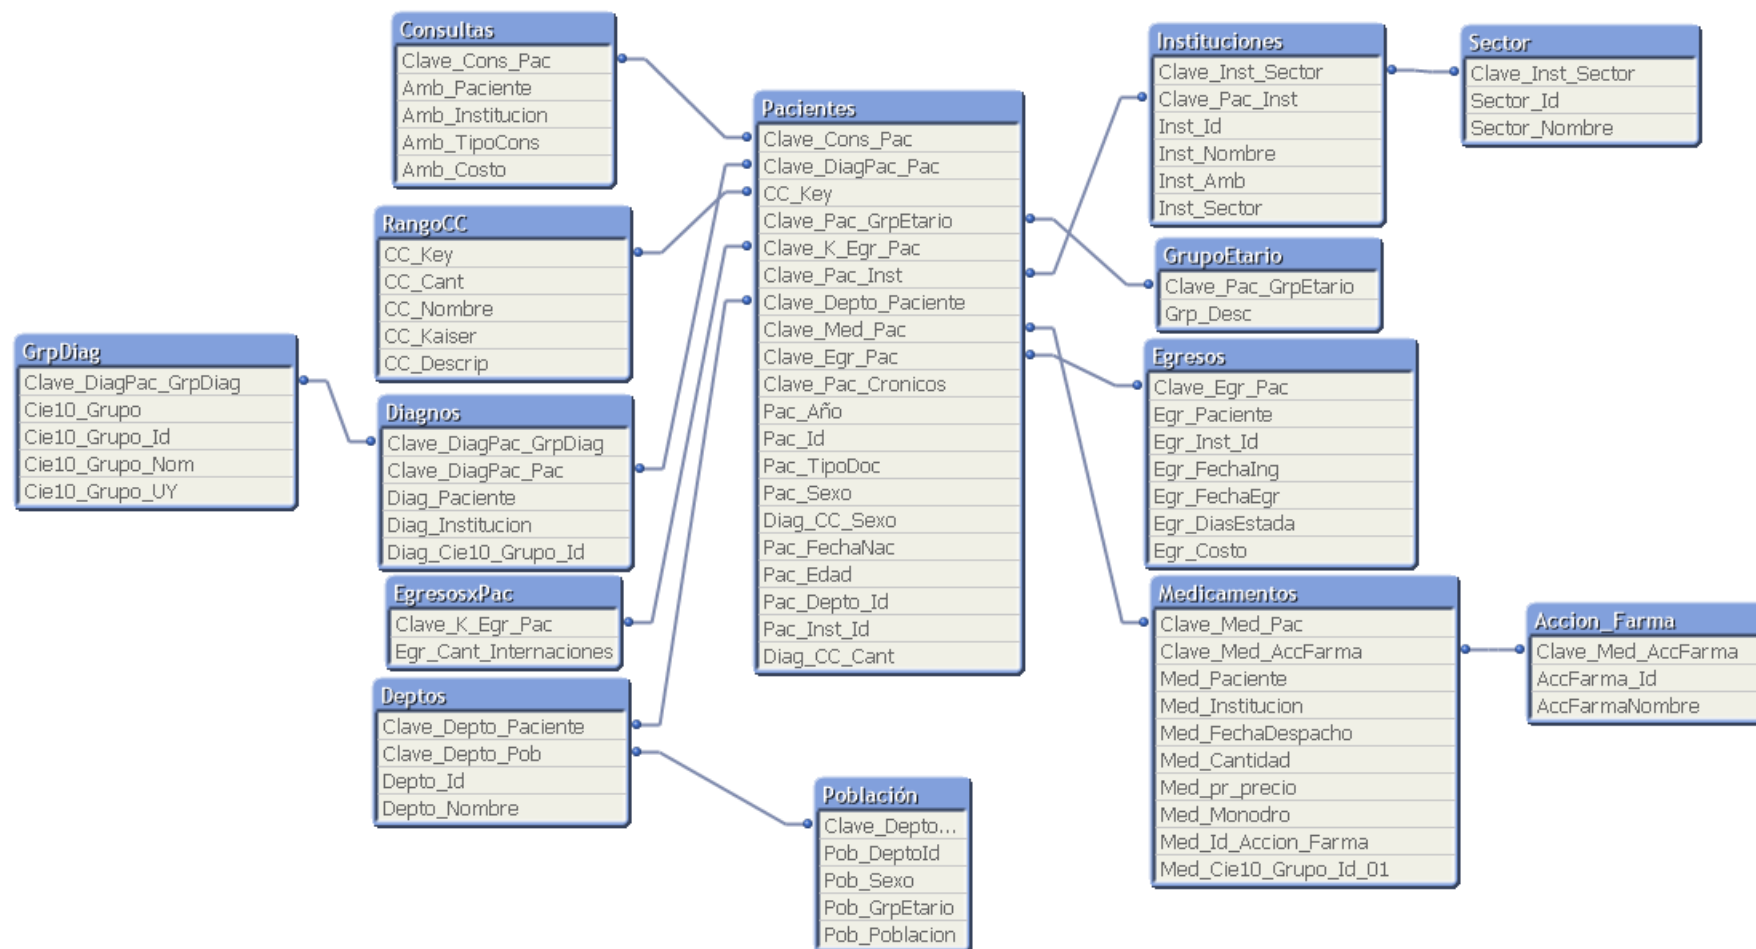 Consultas
Clave_Cons_Pac
Amb_Paciente
Amb_Institucion
Amb_TipoCons
Amb_Costo
RangoCC
CC_Key
CC_Cant
CC_Nombre
CC_Kaiser
CC_Descrip
GrpDiag
Clave_DiagPac_GrpDiag
Cie10_Grupo
Cie10_Grupo_Id
Cie10_Grupo_Nom
Cie10_Grupo_UY
Diagnos
Clave_DiagPac_GrpDiag
Clave_DiagPac_Pac
Diag_Paciente
Diag_Institucion
Diag_Cie10_Grupo_Id
EgresosxPac
Clave_K_Egr_Pac
Egr_Cant_Internaciones
Deptos
Clave_Depto_Paciente
Clave_Depto_Pob
Depto_Id
Depto_Nombre
Pacientes
Clave_Cons_Pac
Clave_DiagPac_Pac
CC_Key
Clave_Pac_GrpEtario
Clave_K_Egr_Pac
Clave_Pac_Inst
Clave_Depto_Paciente
Clave_Med_Pac
Clave_Egr_Pac
Clave_Pac_Cronicos
Pac_Año
Pac_Id
Pac_TipoDoc
Pac_Sexo
Diag_CC_Sexo
Pac_FechaNac
Pac_Edad
Pac_Depto_Id
Pac_Inst_Id
Diag_CC_Cant
Población
Clave_Depto...
Pob_DeptoId
Pob_Sexo
Pob_GrpEtario
Pob_Poblacion
Instituciones
Clave_Inst_Sector
Clave_Pac_Inst
Inst_Id
Inst_Nombre
Inst_Amb
Inst_Sector
Sector
Clave_Inst_Sector
Sector_Id
Sector_Nombre
GrupoEtario
Clave_Pac_GrpEtario
Grp_Desc
Egresos
Clave_Egr_Pac
Egr_Paciente
Egr_Inst_Id
Egr_FechaIng
Egr_FechaEgr
Egr_DiasEstada
Egr_Costo
Medicamentos
Clave_Med_Pac
Clave_Med_AccFarma
Med_Paciente
Med_Institucion
Med_FechaDespacho
Med_Cantidad
Med_pr_precio
Med_Monodro
Med_Id_Accion_Farma
Med_Cie10_Grupo_Id_01
Accion_Farma
Clave_Med_AccFarma
AccFarma_Id
AccFarmaNombre